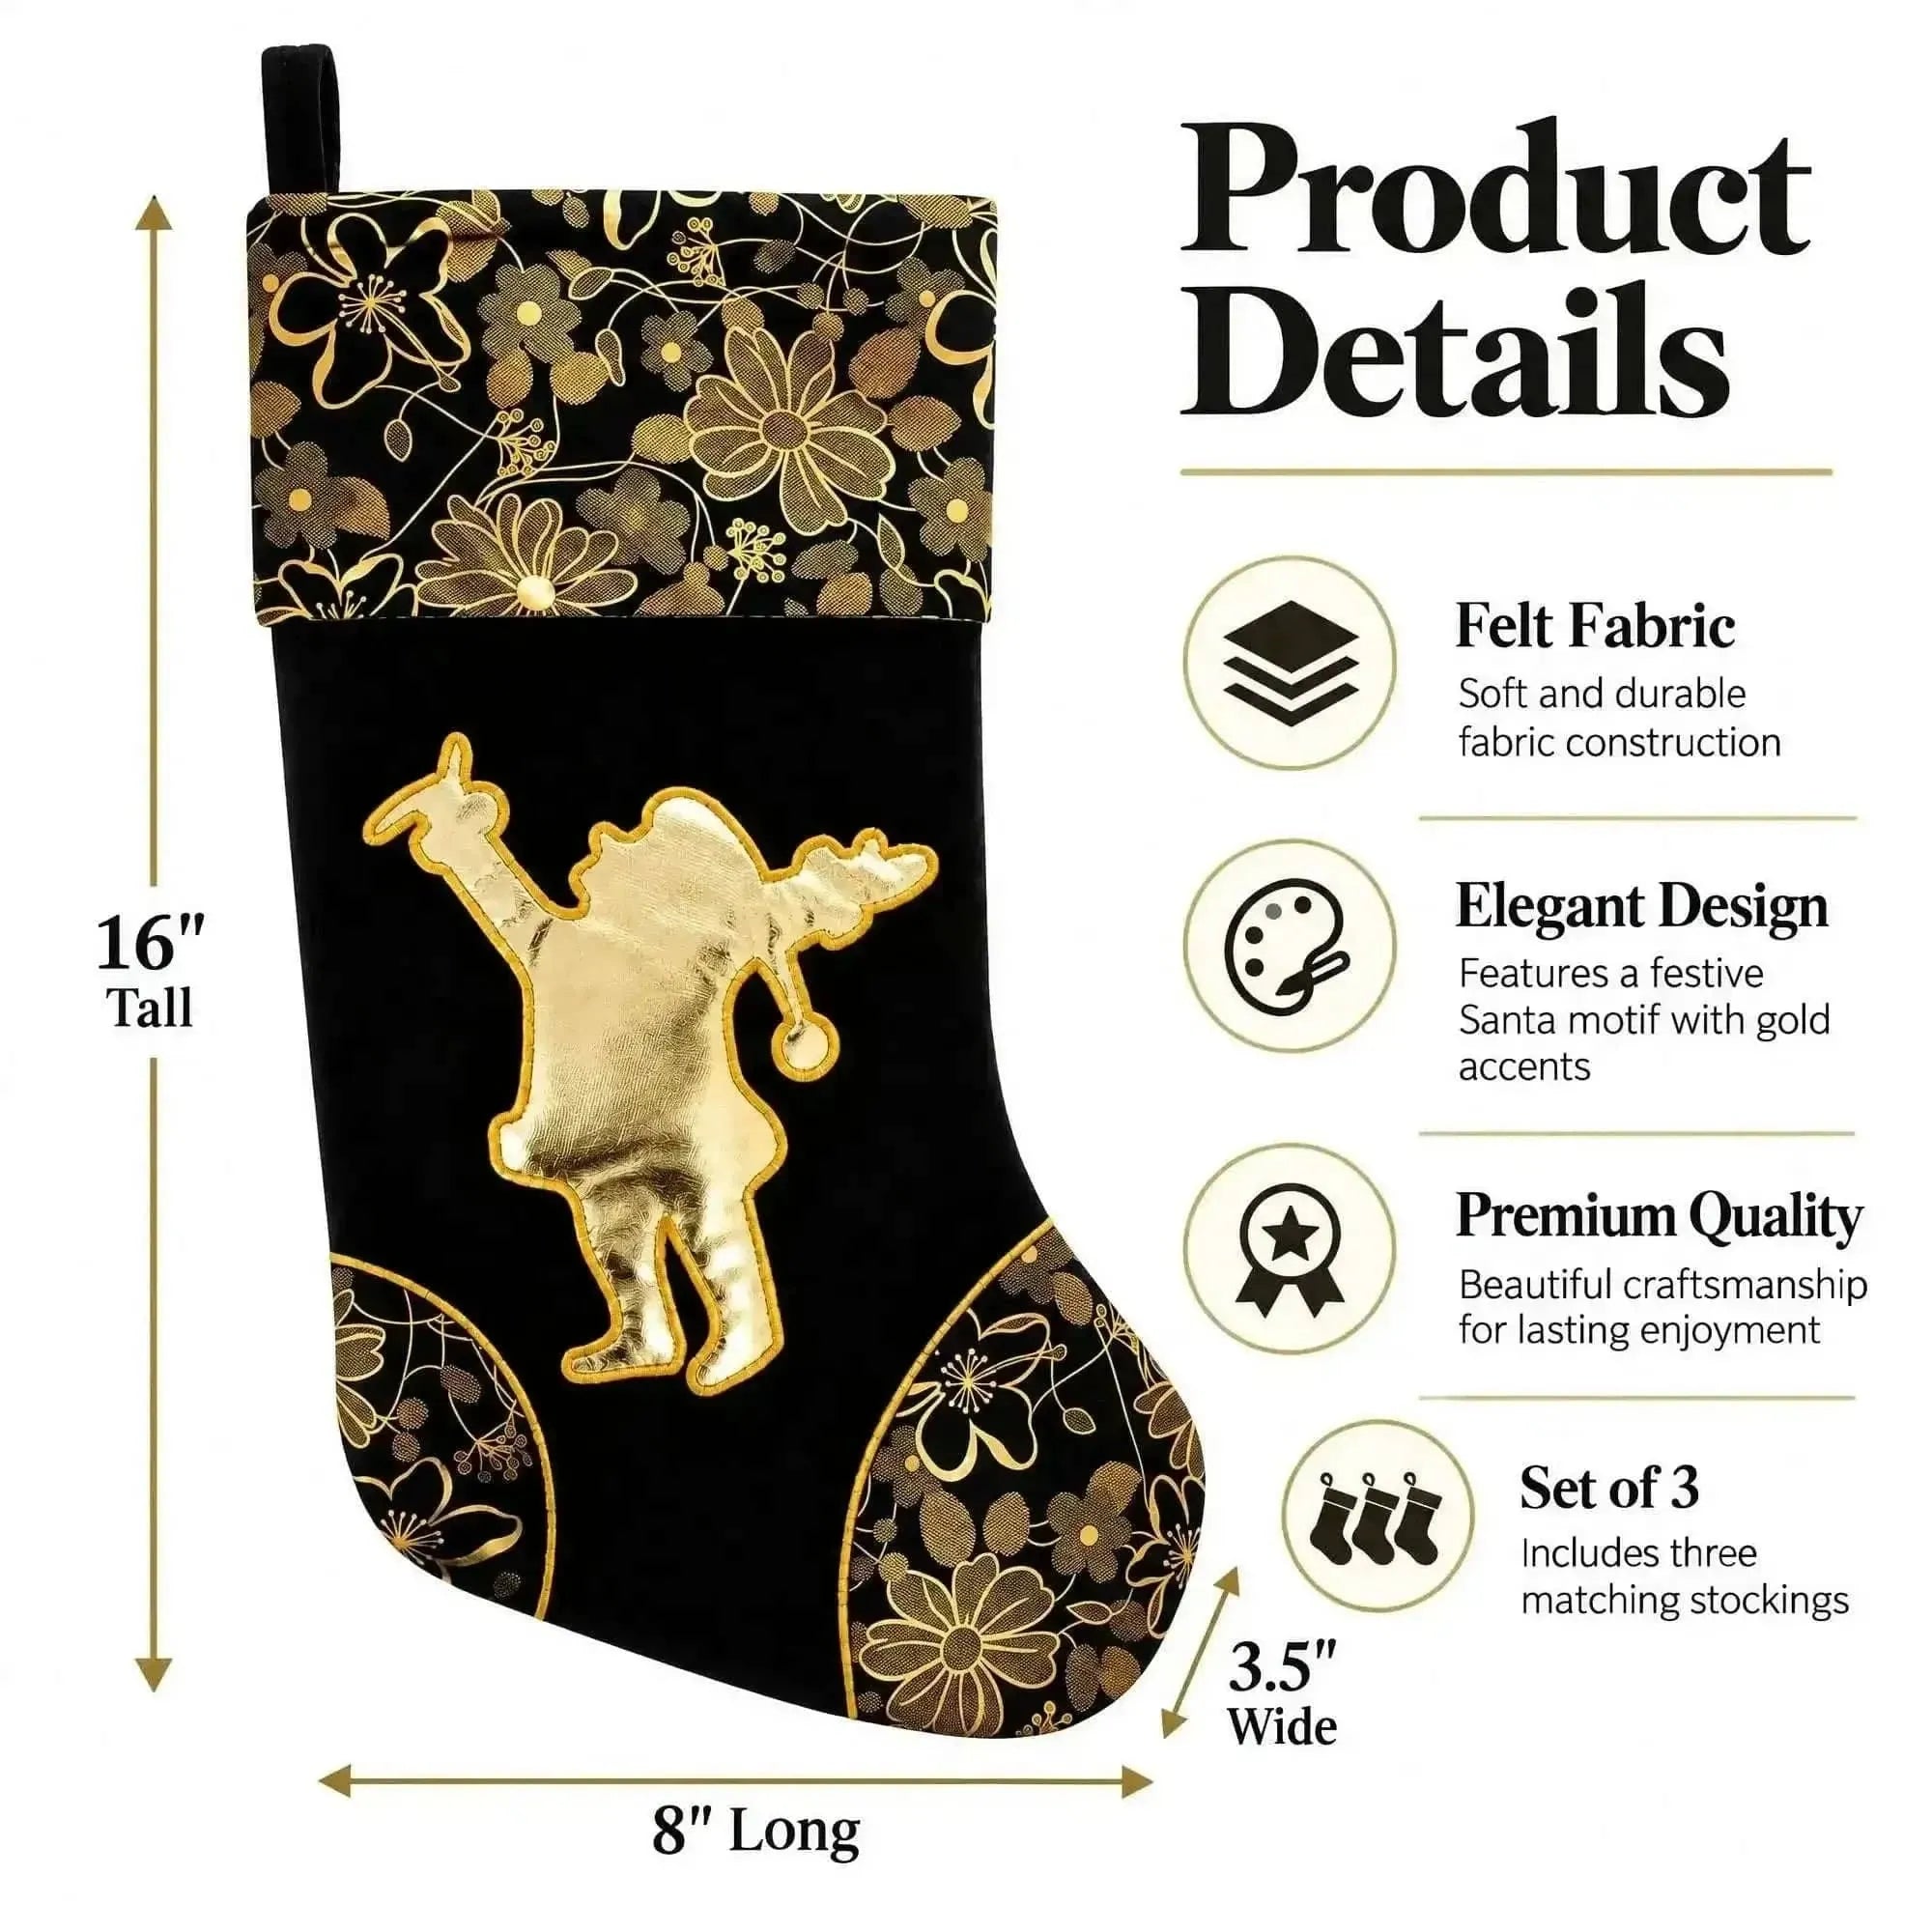 Product
Details
Felt Fabric
Soft and durable
fabric construction
Elegant Design
Features a festive
Santa motif with gold
accents
Premium Quality
Beautiful craftsmanship
for lasting enjoyment
Set of 3
Includes three
matching stockings
16"
Tall
3.5"
Wide
8" Long